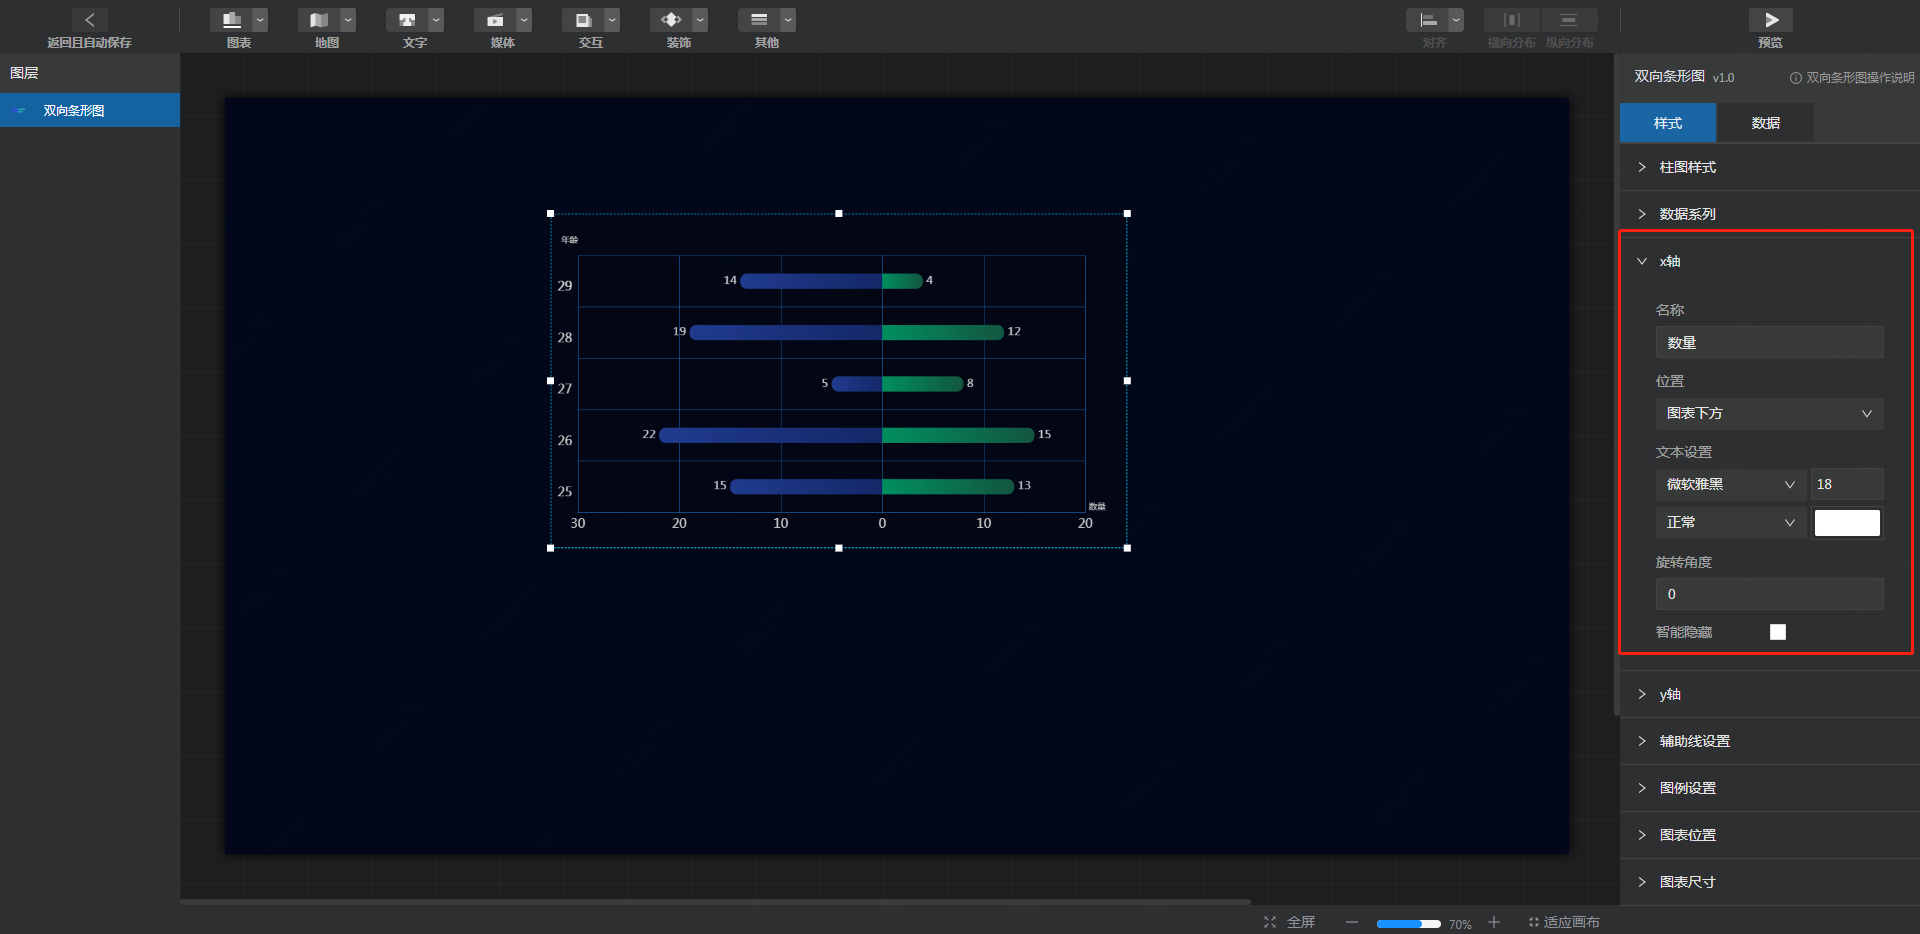 返回且自动保存
图表
地图
文字
媒体
交互
装饰
其他
对齐
横向分布
纵向分布
预览
图层
双向条形图
年龄
29
14
4
28
19
12
27
5
8
26
22
15
25
15
13
数量
30
20
10
0
10
20
双向条形图 v1.0
双向条形图操作说明
样式
数据
柱图样式
数据系列
x轴
名称
数量
位置
图表下方
文本设置
微软雅黑
18
正常
旋转角度
0
智能隐藏
y轴
辅助线设置
图例设置
图表位置
图表尺寸
全屏
70%
适应画布